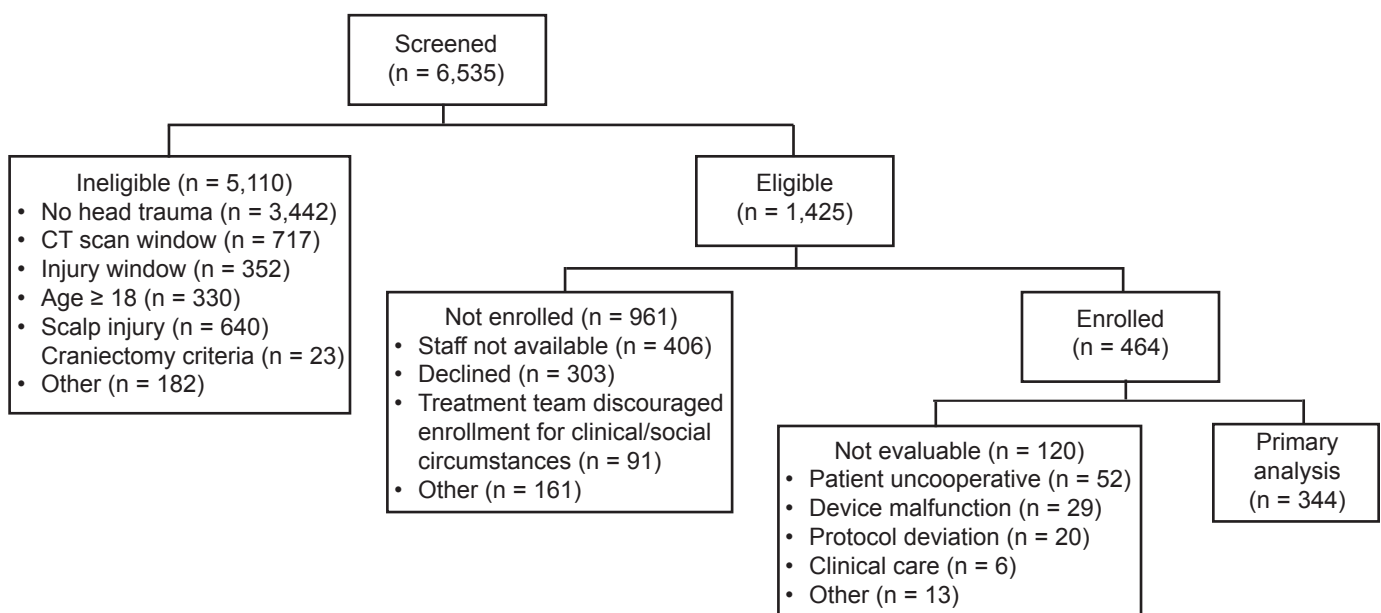 Screened
(n = 6,535)
Ineligible (n = 5,110)
• No head trauma (n = 3,442)
• CT scan window (n = 717)
• Injury window (n = 352)
• Age ≥ 18 (n = 330)
• Scalp injury (n = 640)
Craniectomy criteria (n = 23)
• Other (n = 182)
Eligible
(n = 1,425)
Not enrolled (n = 961)
• Staff not available (n = 406)
• Declined (n = 303)
• Treatment team discouraged
enrollment for clinical/social
circumstances (n = 91)
• Other (n = 161)
Enrolled
(n = 464)
Not evaluable (n = 120)
• Patient uncooperative (n = 52)
• Device malfunction (n = 29)
• Protocol deviation (n = 20)
• Clinical care (n = 6)
• Other (n = 13)
Primary
analysis
(n = 344)